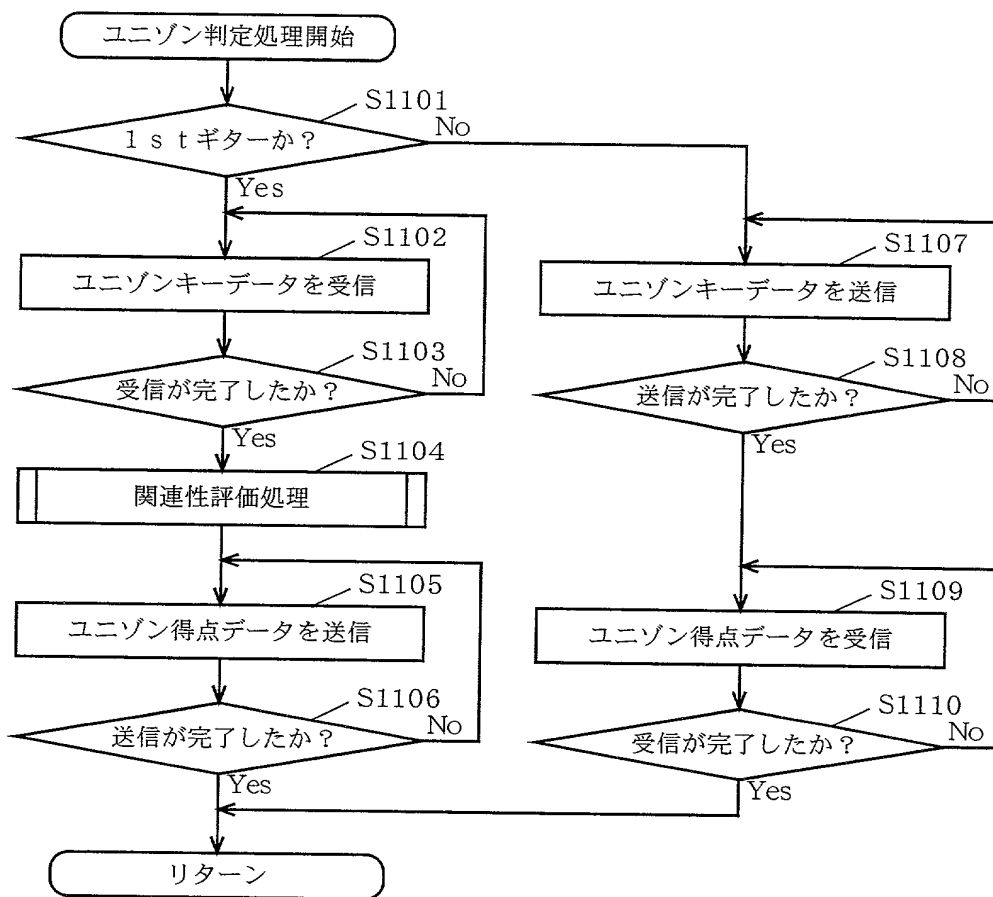 ユニゾン判定処理開始
S1101
1stギターか？
No
Yes
S1102
ユニゾンキーデータを受信
S1103
受信が完了したか？
No
Yes
S1104
関連性評価処理
S1105
ユニゾン得点データを送信
S1106
送信が完了したか？
No
Yes
S1107
ユニゾンキーデータを送信
S1108
送信が完了したか？
No
Yes
S1109
ユニゾン得点データを受信
S1110
受信が完了したか？
No
Yes
リターン